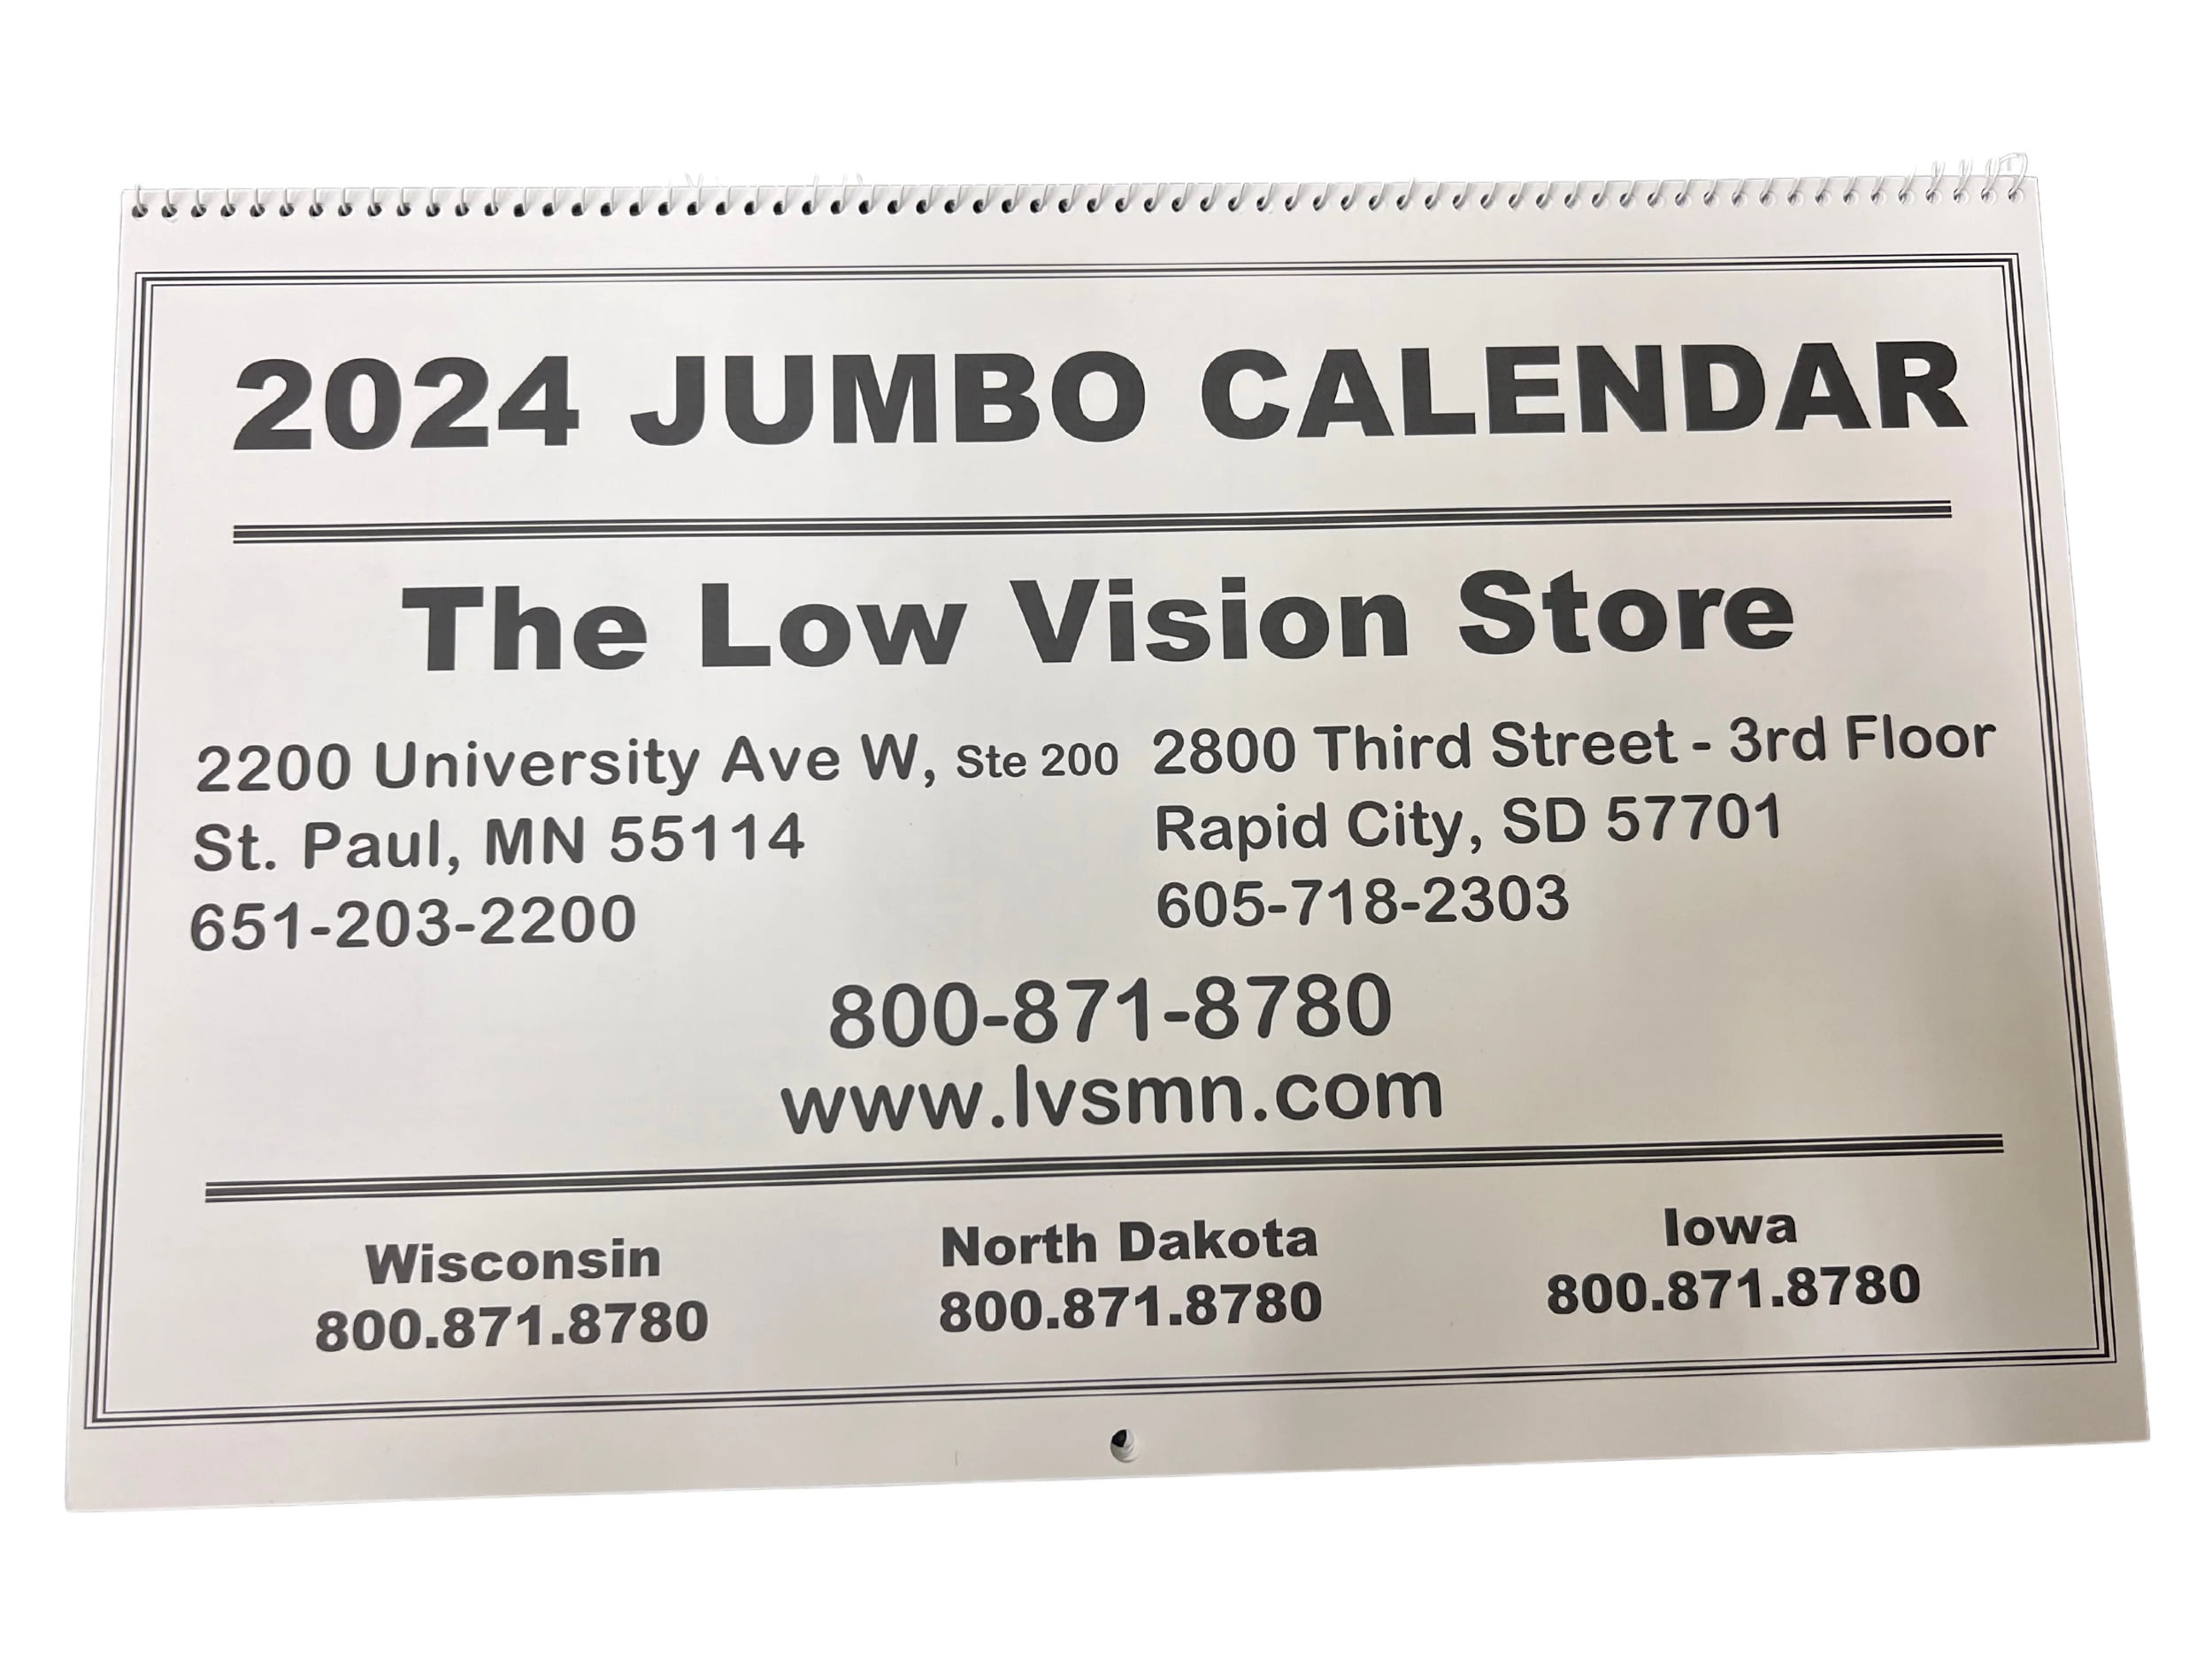 2024 JUMBO CALENDAR
The Low Vision Store
2200 University Ave W, Ste 200
St. Paul, MN 55114
651-203-2200
2800 Third Street - 3rd Floor
Rapid City, SD 57701
605-718-2303
800-871-8780
www.lvsmn.com
Wisconsin
800.871.8780
North Dakota
800.871.8780
Iowa
800.871.8780